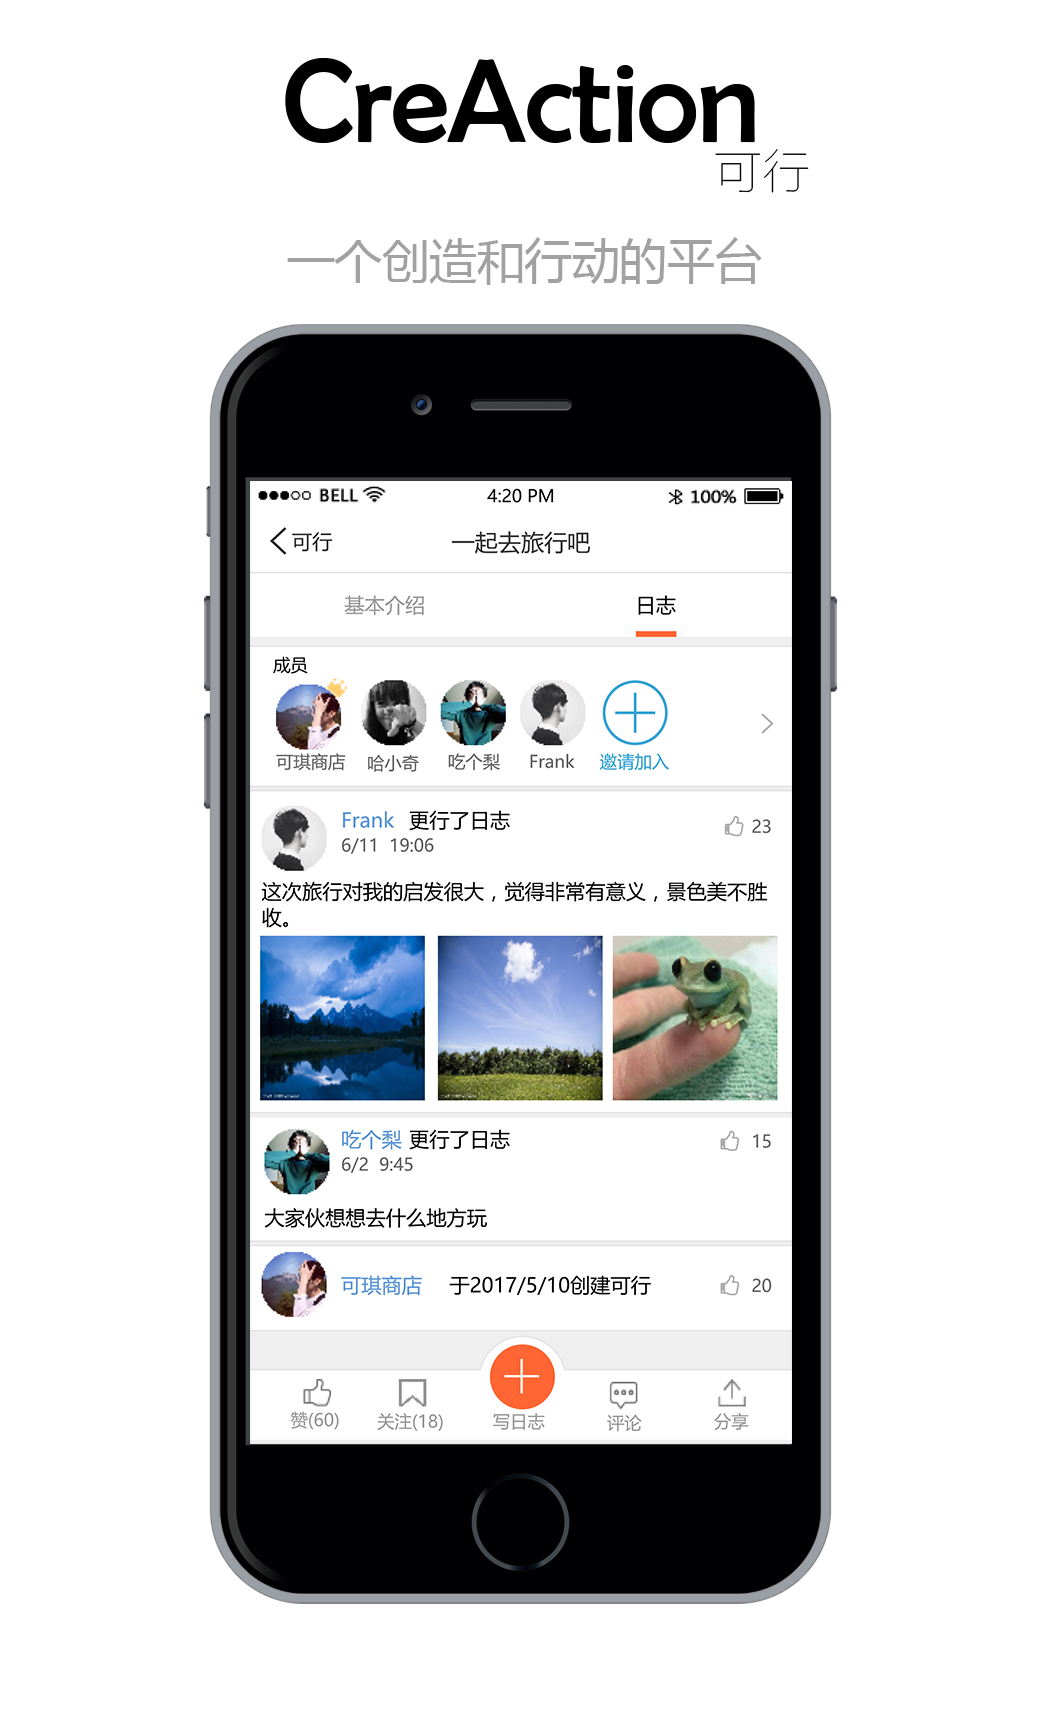 CreAction
可行
一个创造和行动的平台
BELL 4:20 PM 100%
可行 一起去旅行吧
基本介绍 日志
成员
可琪商店 哈小奇 吃个梨 Frank 邀请加入
Frank 更行了日志 23
6/11 19:06
这次旅行对我的启发很大，觉得非常有意义，景色美不胜
收。
吃个梨 更行了日志 15
6/2 9:45
大家伙想想去什么地方玩
可琪商店 于2017/5/10创建可行 20
赞(60) 关注(18) 写日志 评论 分享